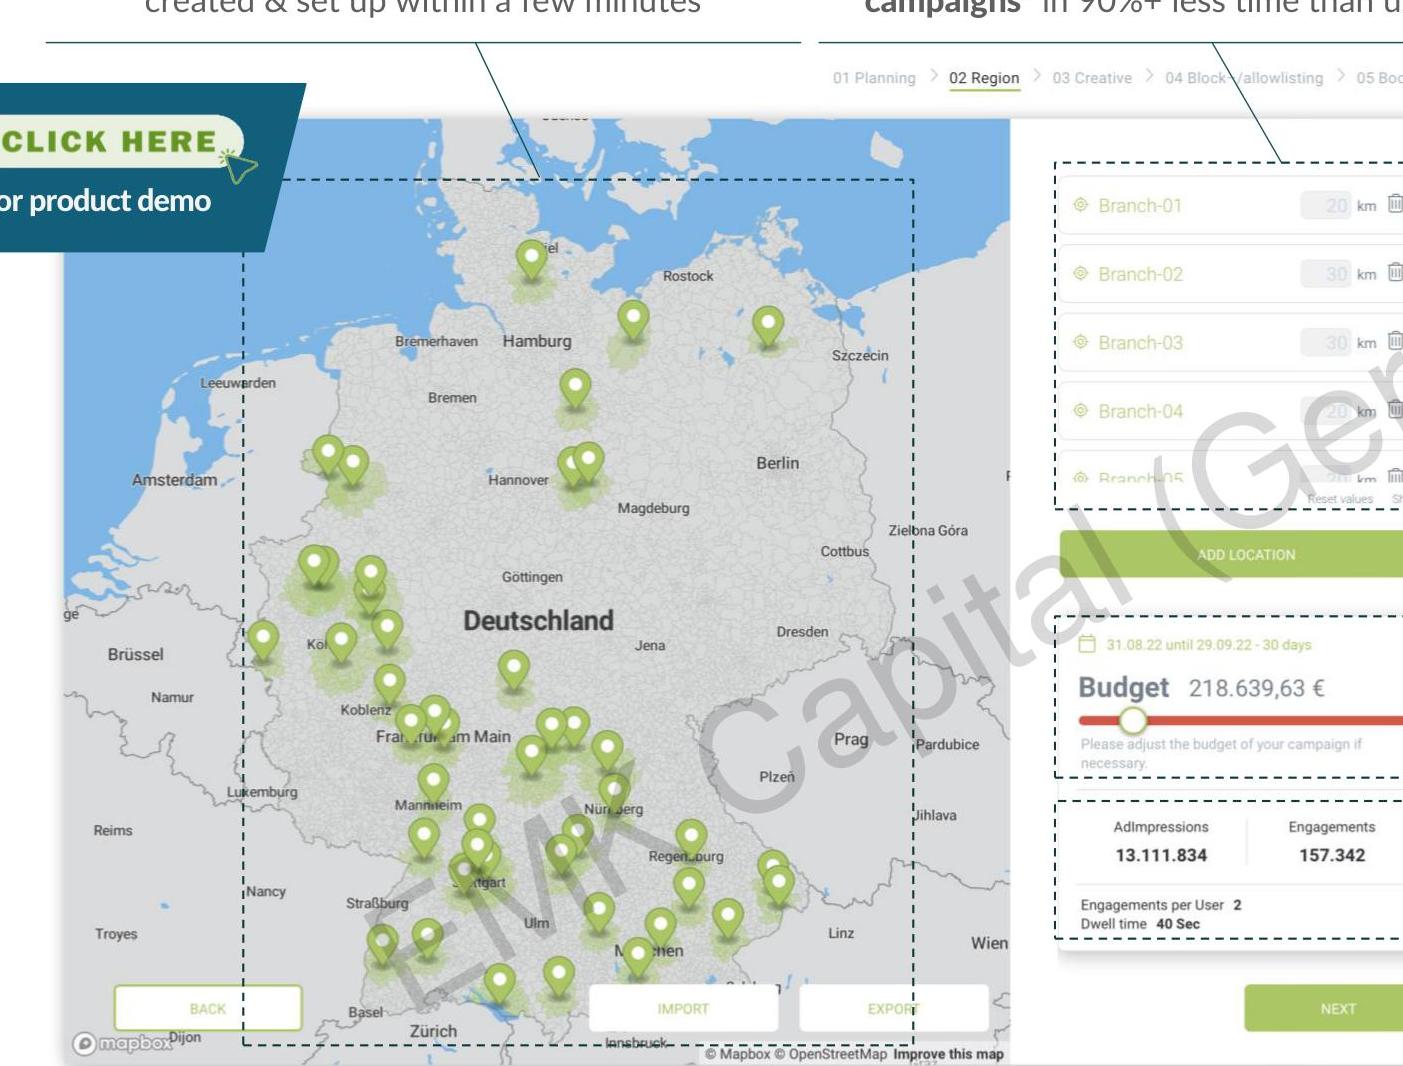 created & set up within a few minutes
campaigns" in 90%+ less time than
01 Planning > 02 Region > 03 Creative > 04 Block-/allowlisting > 05
CLICK HERE
product demo
Branch-01 20 km
Branch-02 30 km
Branch-03 30 km
Branch-04 20 km
Branch-05 20 km
Reset values
ADD LOCATION
31.08.22 until 29.09.22 - 30 days
Budget 218.639,63 €
Please adjust the budget of your campaign if
necessary.
AdImpressions Engagements
13.111.834 157.342
Engagements per User 2
Dwell time 40 Sec
NEXT
Rostock
Bremerhaven
Hamburg
Szczecin
Leeuwarden
Bremen
Berlin
Amsterdam
Hannover
Magdeburg
Zielona Góra
Cottbus
Göttingen
Deutschland
Dresden
Jena
Brüssel
Namur
Koblenz
Frankfurt am Main
Prag
Pardubice
Plzeň
Luxemburg
Mannheim
Nürnberg
Jihlava
Reims
Regensburg
Nancy
Stuttgart
Straßburg
Ulm
Troyes
Linz
München
Wien
BACK
IMPORT
EXPORT
Basel
Zürich
Dijon
Innsbruck
mapbox
© Mapbox © OpenStreetMap Improve this map
EMK Capital (Ger